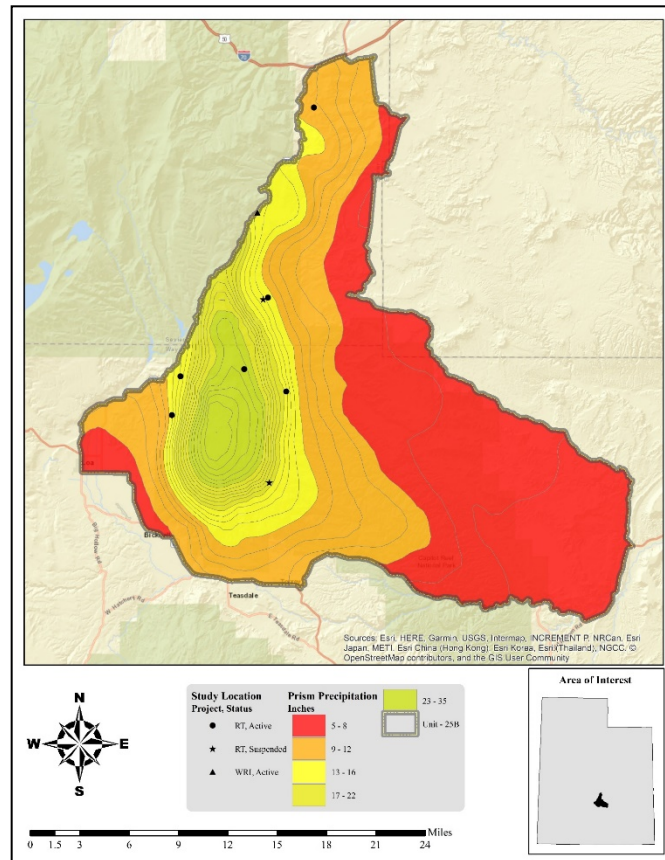 70
Teasdale
Sources: Esri, HERE, Garmin, USGS, Intermap, INCREMENT P, NRCan, Esri
Japan, METI, Esri China (Hong Kong), Esri Korea, Esri (Thailand), NGCC, ©
OpenStreetMap contributors, and the GIS User Community
N
W E
S
Study Location
Project, Status
RT, Active
RT, Suspended
WRI, Active
Prism Precipitation
Inches
5 - 8
9 - 12
13 - 16
17 - 22
23 - 35
Unit - 25B
Area of Interest
0 1.5 3 6 9 12 15 18 21 24 Miles